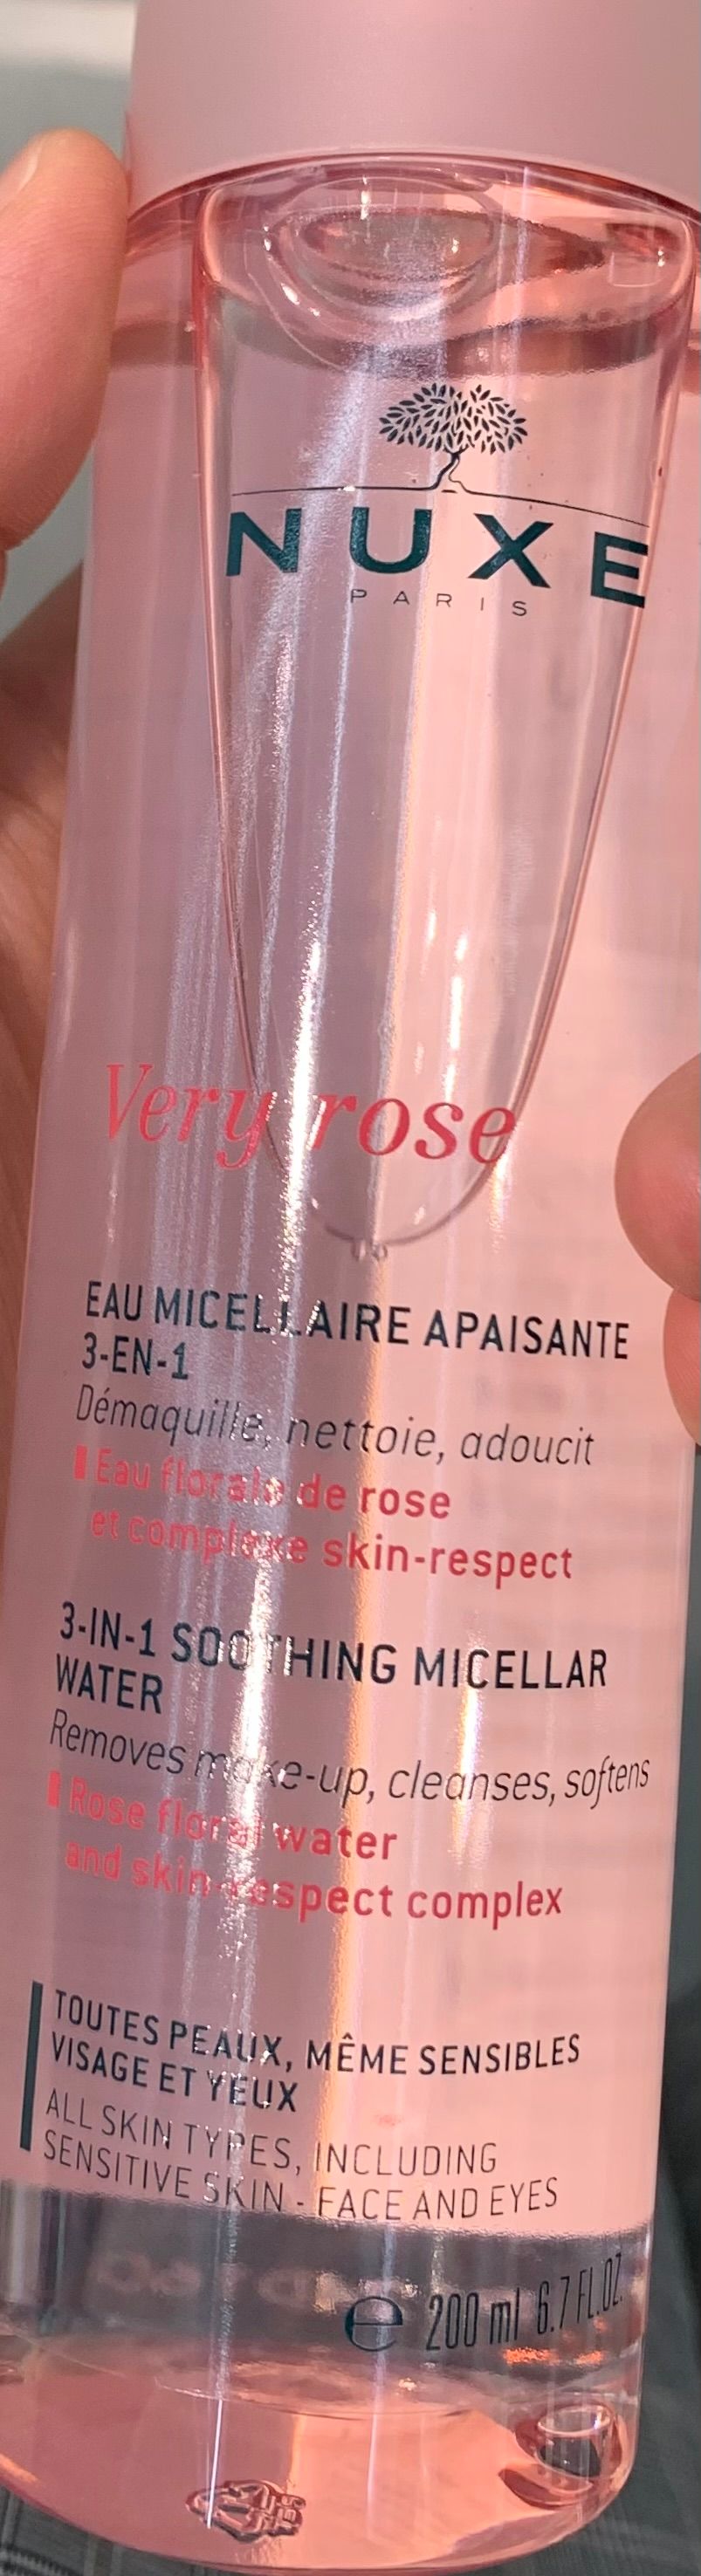 NUXE
PARIS
Very rose
EAU MICELLAIRE APAISANTE
3-EN-1
Démaquille, nettoie, adoucit
Eau florale de rose
et complexe skin-respect
3-IN-1 SOOTHING MICELLAR
WATER
Removes make-up, cleanses, softens
Rose floral water
and skin-respect complex
TOUTES PEAUX, MÊME SENSIBLES
VISAGE ET YEUX
ALL SKIN TYPES, INCLUDING
SENSITIVE SKIN - FACE AND EYES
℮ 200 ml 6.7 FL.OZ.